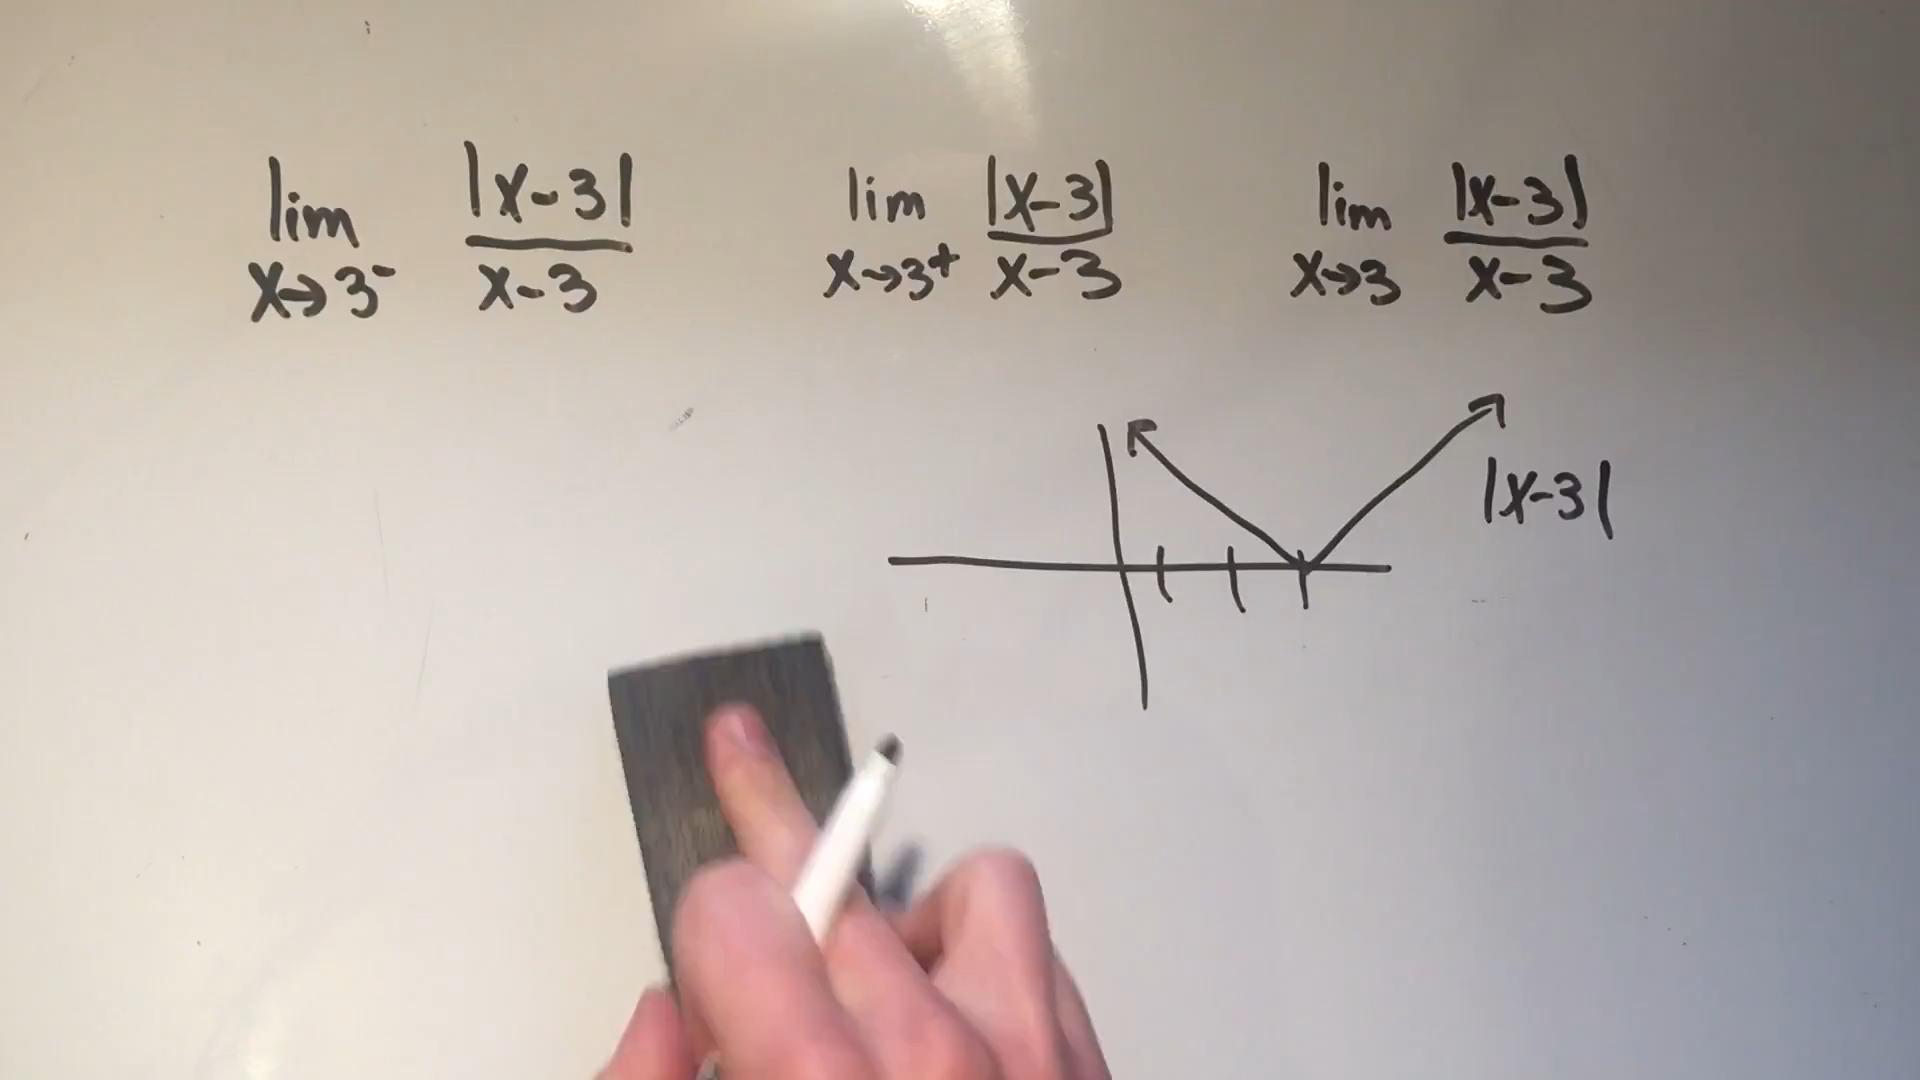 lim x→3⁻ |x-3|/x-3
lim x→3⁺ |x-3|/x-3
lim x→3 |x-3|/x-3
|x-3|